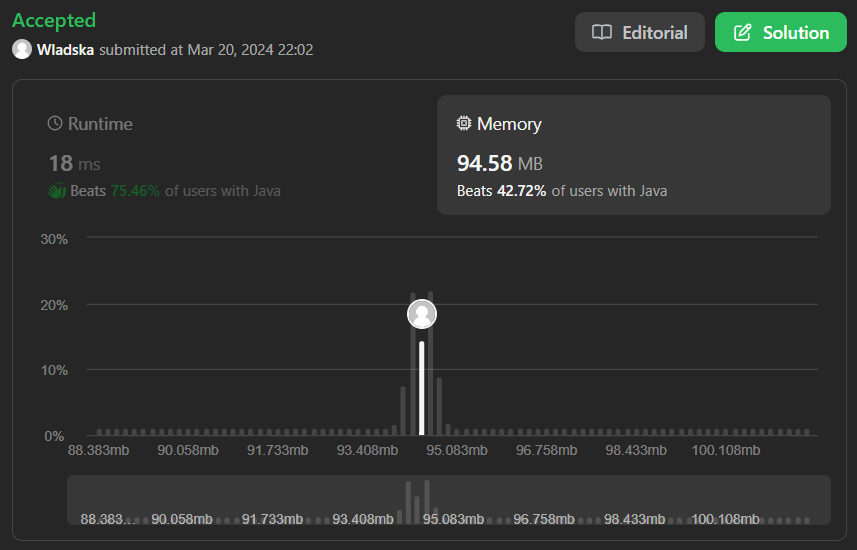 Accepted
Wladska submitted at Mar 20, 2024 22:02
Editorial
Solution
Runtime
18 ms
Beats 75.46% of users with Java
Memory
94.58 MB
Beats 42.72% of users with Java
30%
20%
10%
0%
88.383mb 90.058mb 91.733mb 93.408mb 95.083mb 96.758mb 98.433mb 100.108mb
88.383... 90.058mb 91.733mb 93.408mb 95.083mb 96.758mb 98.433mb 100.108mb